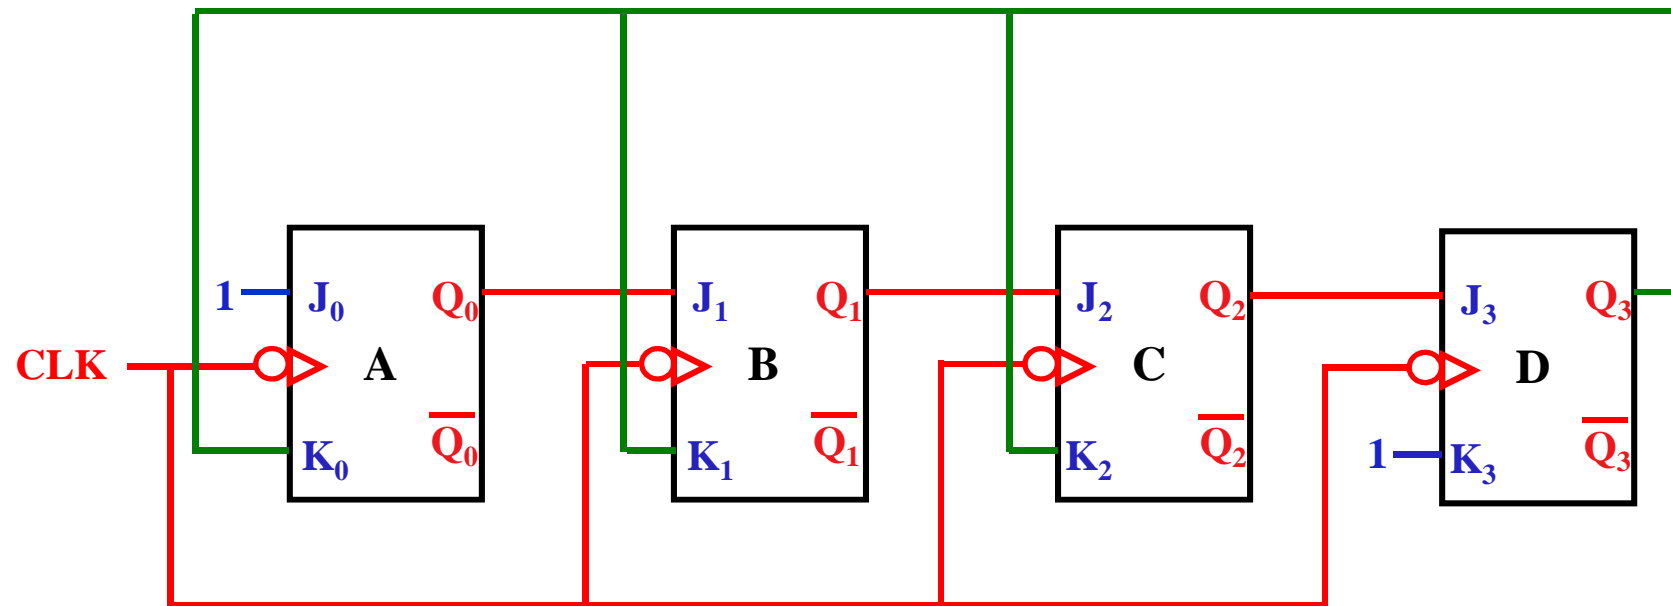 1 J₀ Q₀ J₁ Q₁ J₂ Q₂ J₃ Q₃
CLK A B C D
K₀ Q̅₀ K₁ Q̅₁ K₂ Q̅₂ 1 K₃ Q̅₃